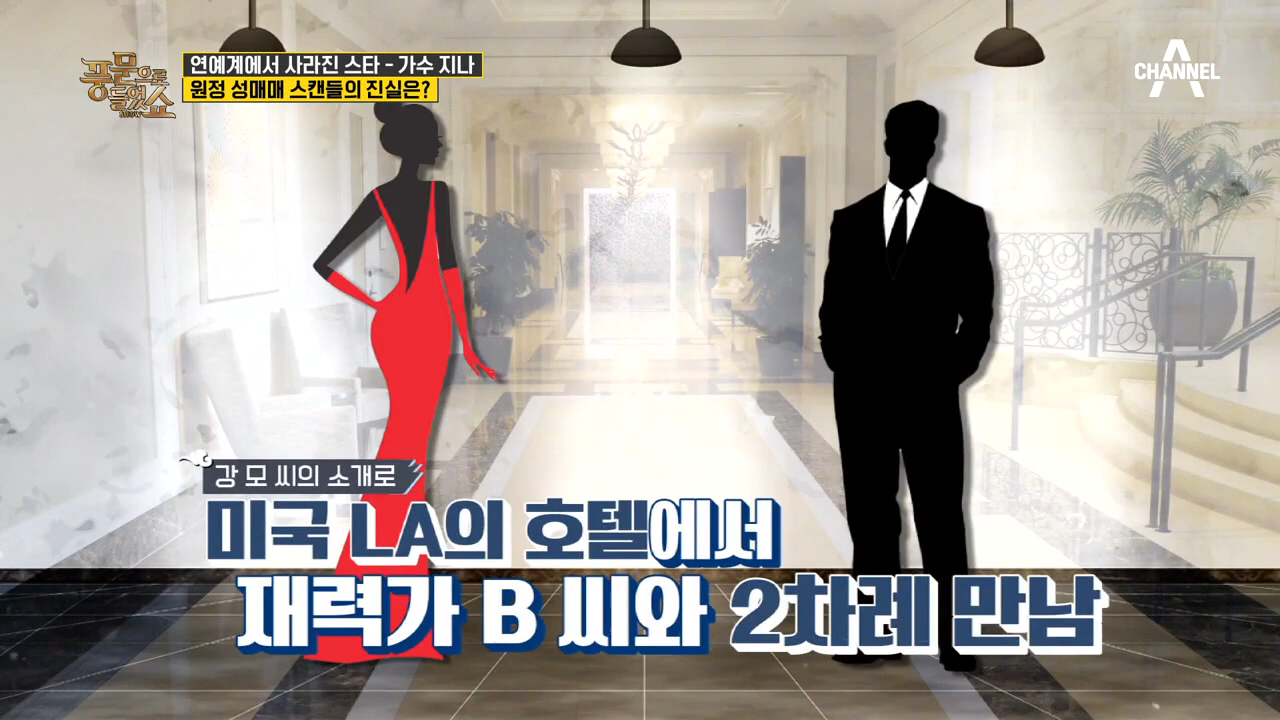 풍문으로
들었쇼
SHOW
연예계에서 사라진 스타 - 가수 지나
원정 성매매 스캔들의 진실은?
CHANNEL A
강 모 씨의 소개로
미국 LA의 호텔에서
재력가 B 씨와 2차례 만남